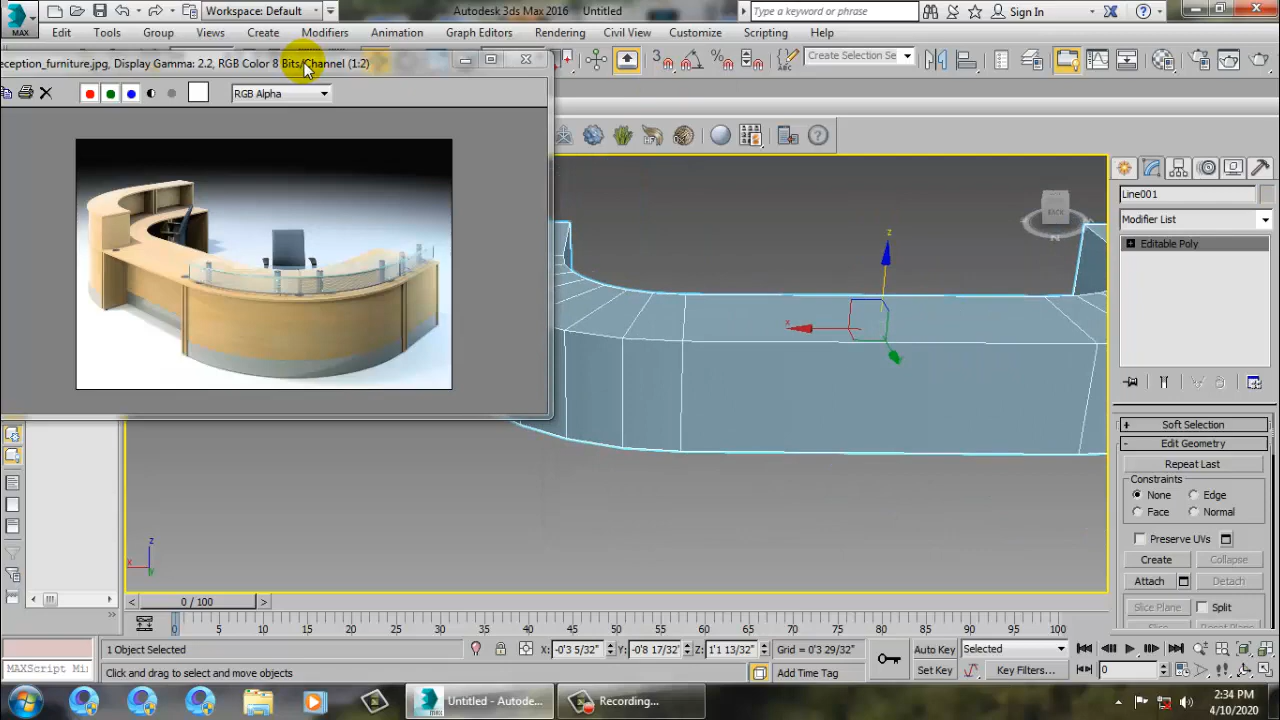 Workspace: Default
Autodesk 3ds Max 2016 Untitled
Type a keyword or phrase
Sign In
MAX
Edit Tools Group Views Create Modifiers Animation Graph Editors Rendering Civil View Customize Scripting Help
eception_furniture.jpg, Display Gamma: 2.2, RGB Color 8 Bits/Channel (1:2)
3
Create Selection Se
RGB Alpha
BACK
Line001
Modifier List
Editable Poly
z
x
Soft Selection
Edit Geometry
Repeat Last
Constraints
None Edge
Face Normal
Preserve UVs
Create Collapse
Attach Detach
Slice Plane Split
Slice Reset Plane
z
x
y
0 / 100
0 5 10 15 20 25 30 35 40 45 50 55 60 65 70 75 80 85 90 95 100
1 Object Selected
X: -0'3 5/32" Y: -0'8 17/32" Z: 1'1 13/32" Grid = 0'3 29/32"
Auto Key Selected
MAXScript Mi
Click and drag to select and move objects
Add Time Tag
Set Key Key Filters... 0
Untitled - Autode...
Recording...
2:34 PM
4/10/2020